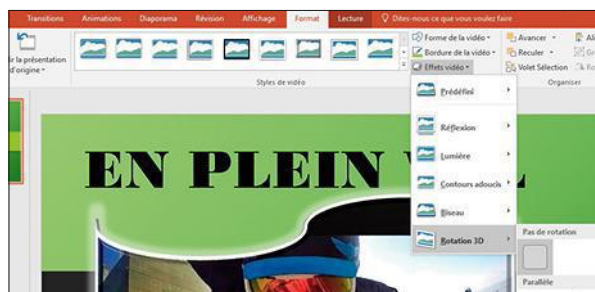 Transitions Animations Diaporama Révision Affichage Format Lecture Dites-nous ce que vous voulez faire
Forme de la vidéo Avancer
Bordure de la vidéo Reculer
ir la présentation d'origine Effets vidéo Volet Sélection
Styles de vidéo Organiser
Prédéfini
Réflexion
EN PLEIN
Lumière
Contours adoucis
Biseau
Pas de rotation
Rotation 3D
Parallèle